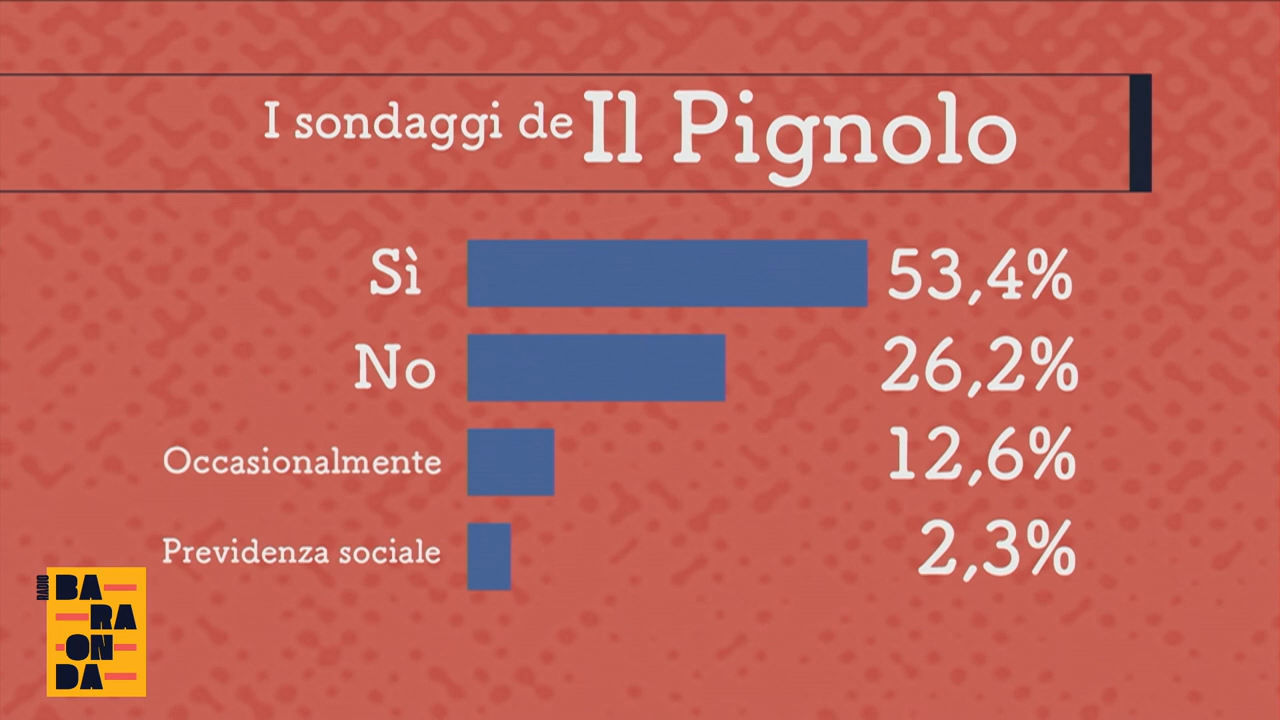 I sondaggi de Il Pignolo
Sì 53,4%
No 26,2%
Occasionalmente 12,6%
Previdenza sociale 2,3%
RADIO
BA
RA
ON
DA